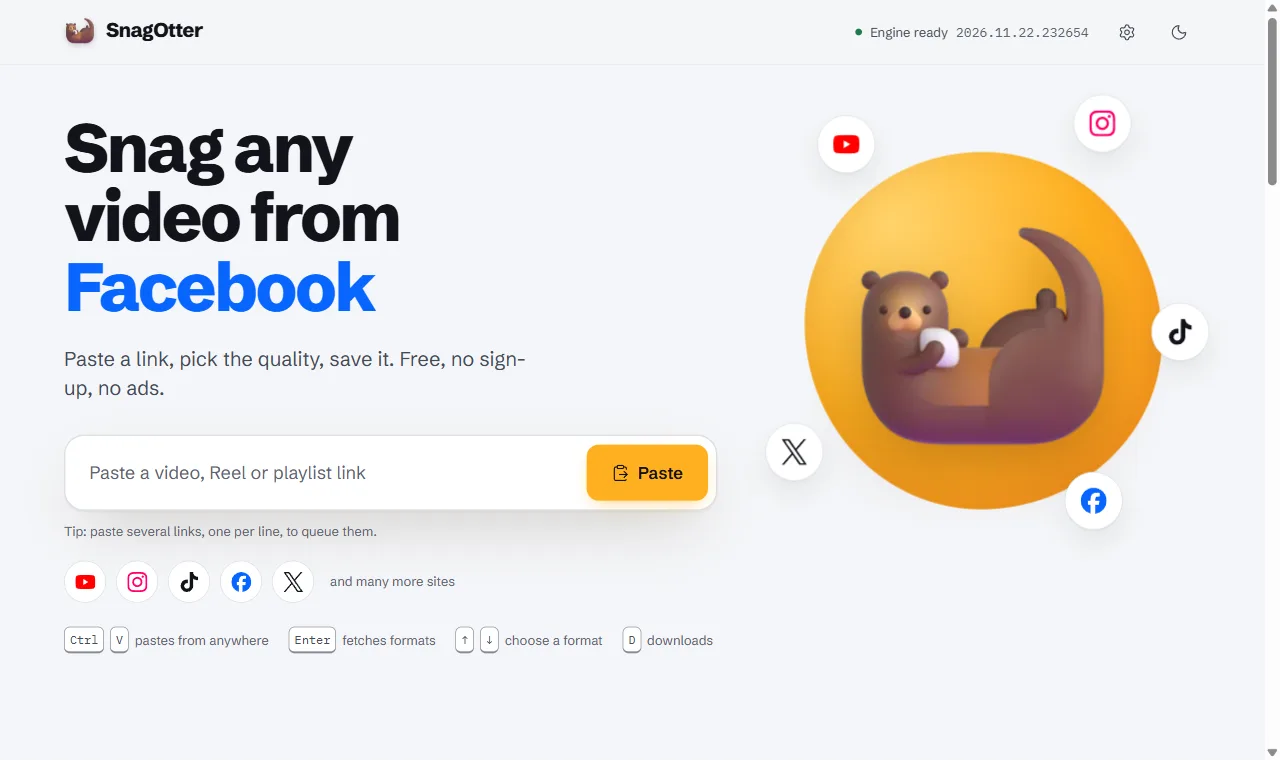 SnagOtter
Engine ready 2026.11.22.232654
Snag any
video from
Facebook
Paste a link, pick the quality, save it. Free, no sign-
up, no ads.
Paste a video, Reel or playlist link
Paste
Tip: paste several links, one per line, to queue them.
and many more sites
Ctrl V pastes from anywhere Enter fetches formats ↑ ↓ choose a format D downloads